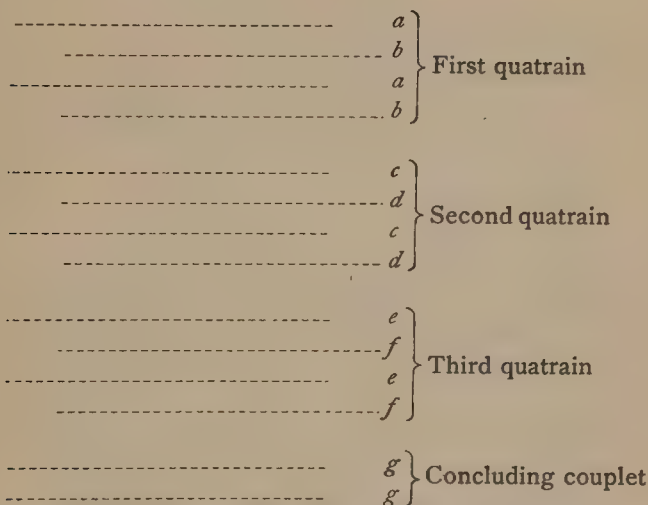 a
b
a First quatrain
b
c
d Second quatrain
c
d
e
f
e Third quatrain
f
g Concluding couplet
g